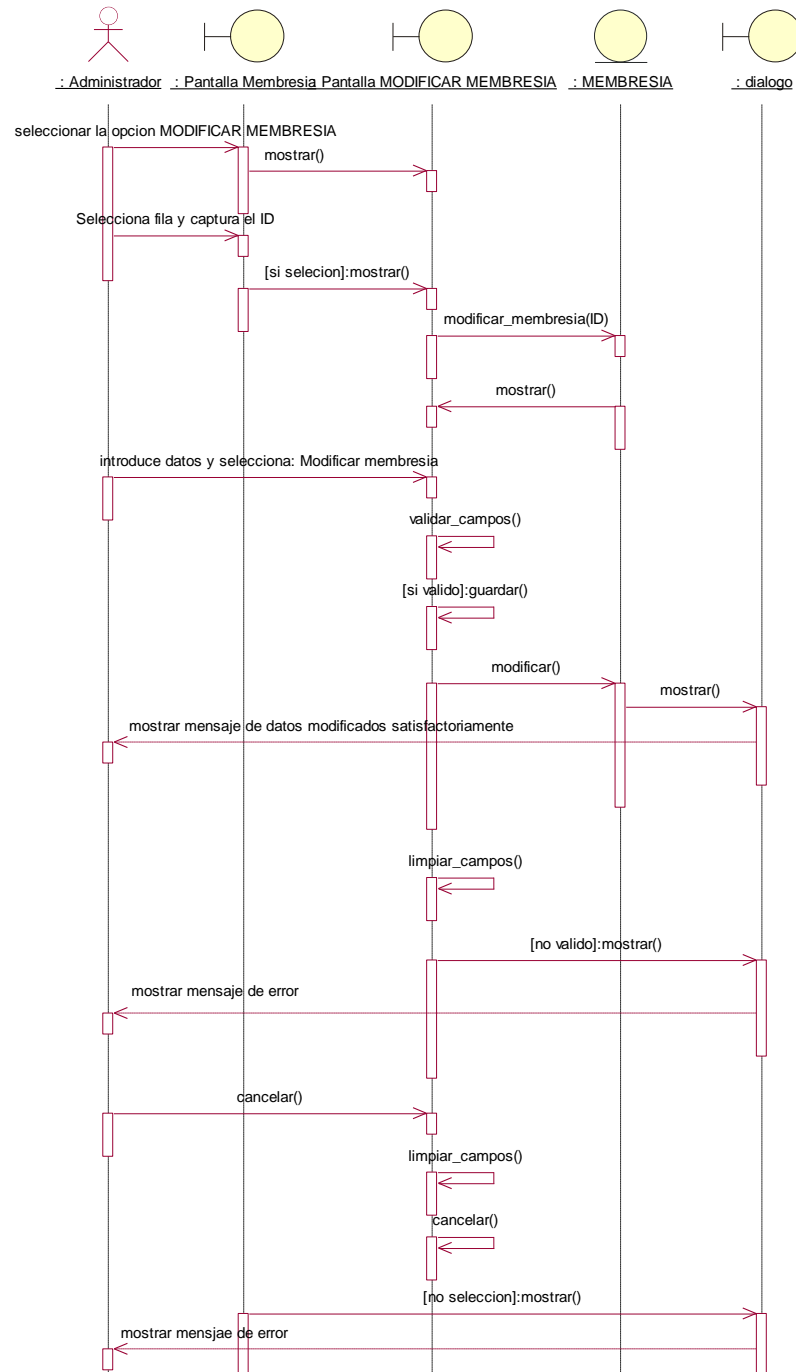 : Administrador
: Pantalla Membresia
: Pantalla MODIFICAR MEMBRESIA
: MEMBRESIA
: dialogo
seleccionar la opcion MODIFICAR MEMBRESIA
mostrar()
Selecciona fila y captura el ID
[si selecion]:mostrar()
modificar_membresia(ID)
mostrar()
introduce datos y selecciona: Modificar membresia
validar_campos()
[si valido]:guardar()
modificar()
mostrar()
mostrar mensaje de datos modificados satisfactoriamente
limpiar_campos()
[no valido]:mostrar()
mostrar mensaje de error
cancelar()
limpiar_campos()
cancelar()
[no seleccion]:mostrar()
mostrar mensjae de error